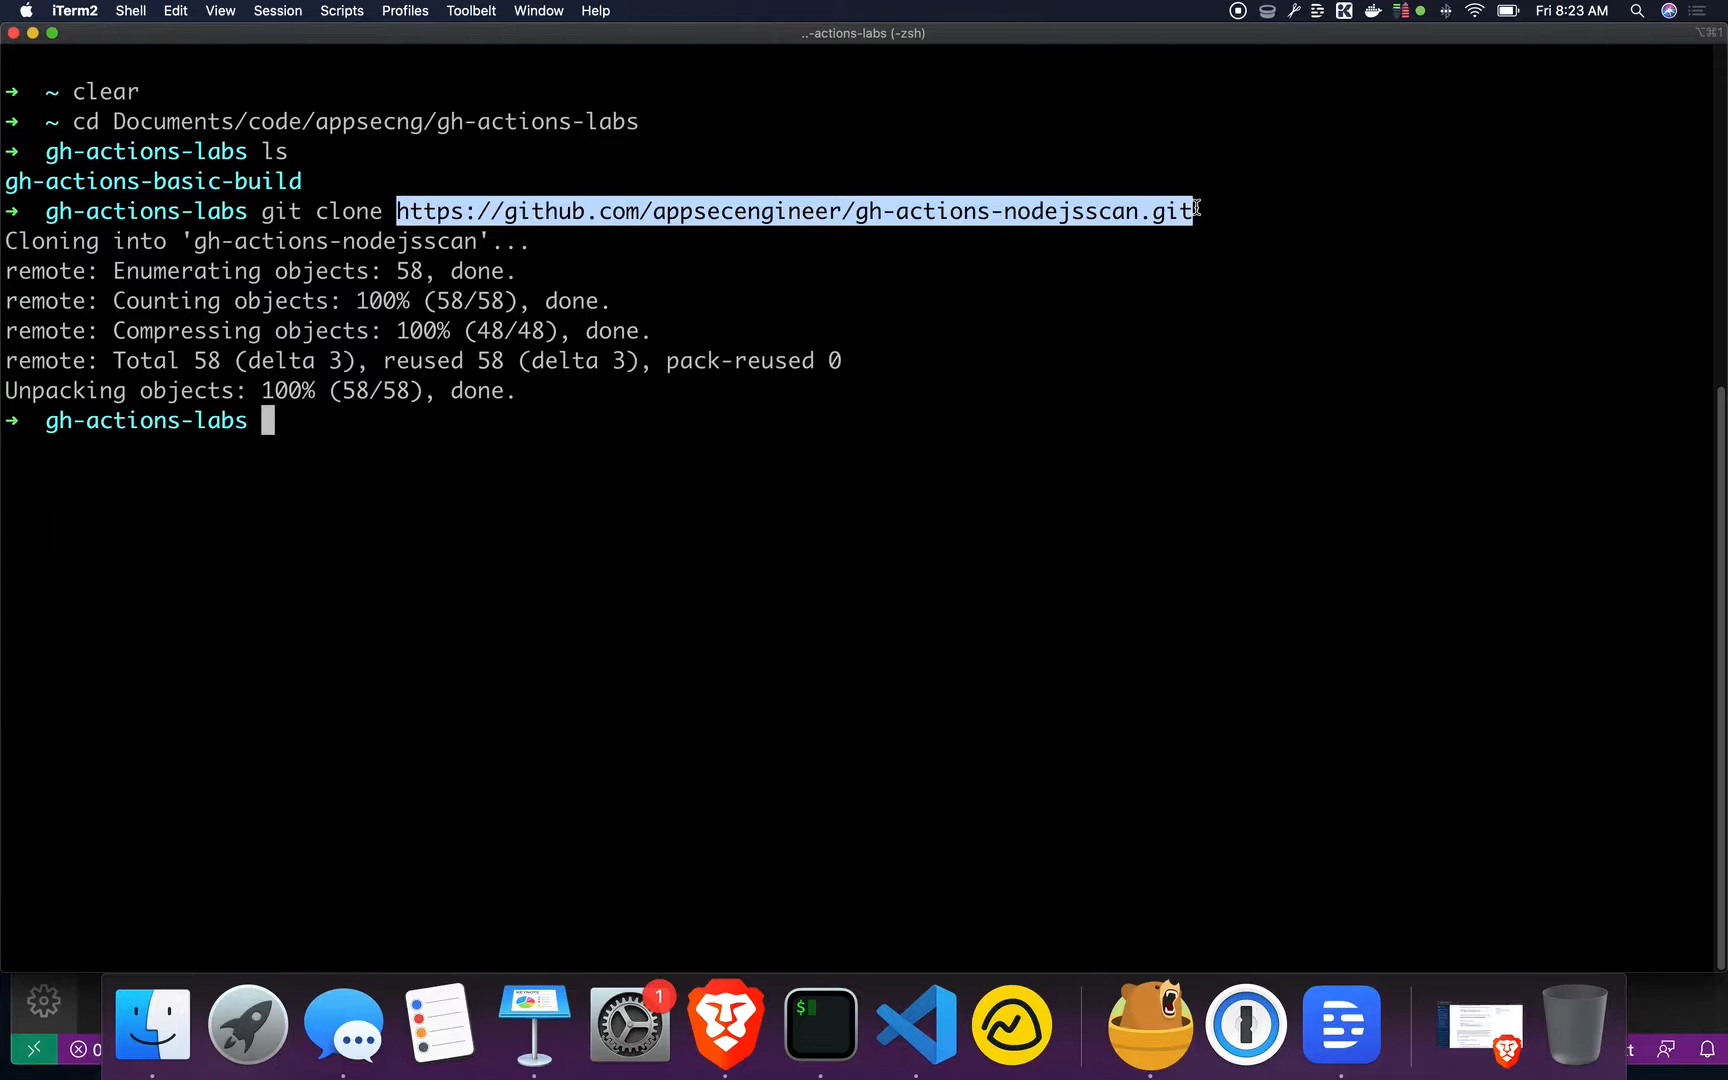 iTerm2 Shell Edit View Session Scripts Profiles Toolbelt Window Help Fri 8:23 AM
..-actions-labs (-zsh) ⌥⌘1
➜ ~ clear
➜ ~ cd Documents/code/appsecng/gh-actions-labs
➜ gh-actions-labs ls
gh-actions-basic-build
➜ gh-actions-labs git clone https://github.com/appsecengineer/gh-actions-nodejsscan.git
Cloning into 'gh-actions-nodejsscan'...
remote: Enumerating objects: 58, done.
remote: Counting objects: 100% (58/58), done.
remote: Compressing objects: 100% (48/48), done.
remote: Total 58 (delta 3), reused 58 (delta 3), pack-reused 0
Unpacking objects: 100% (58/58), done.
➜ gh-actions-labs
KEYNOTE
1
$
0
t